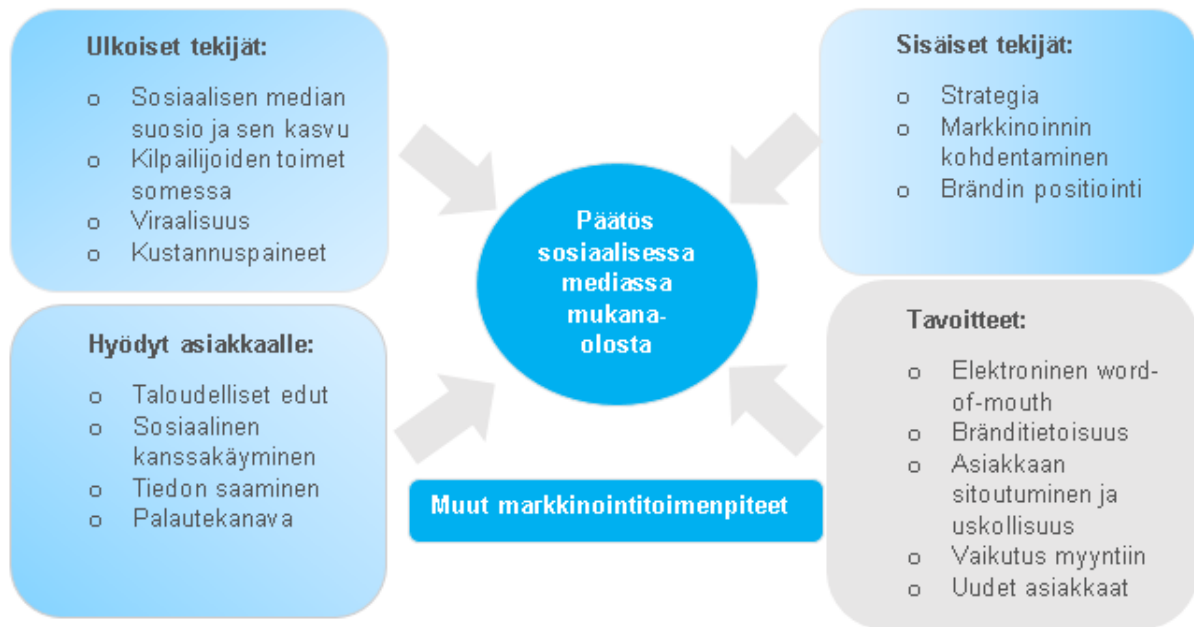 Ulkoiset tekijät:
o Sosiaalisen median
suosio ja sen kasvu
o Kilpailijoiden toimet
somessa
o Viraalisuus
o Kustannuspaineet
Sisäiset tekijät:
o Strategia
o Markkinoinnin
kohdentaminen
o Brändin positiointi
Päätös
sosiaalisessa
mediassa
mukana-
olosta
Hyödyt asiakkaalle:
o Taloudelliset edut
o Sosiaalinen
kanssakäyminen
o Tiedon saaminen
o Palautekanava
Tavoitteet:
o Elektroninen word-
of-mouth
o Bränditietoisuus
o Asiakkaan
sitoutuminen ja
uskollisuus
o Vaikutus myyntiin
o Uudet asiakkaat
Muut markkinointitoimenpiteet